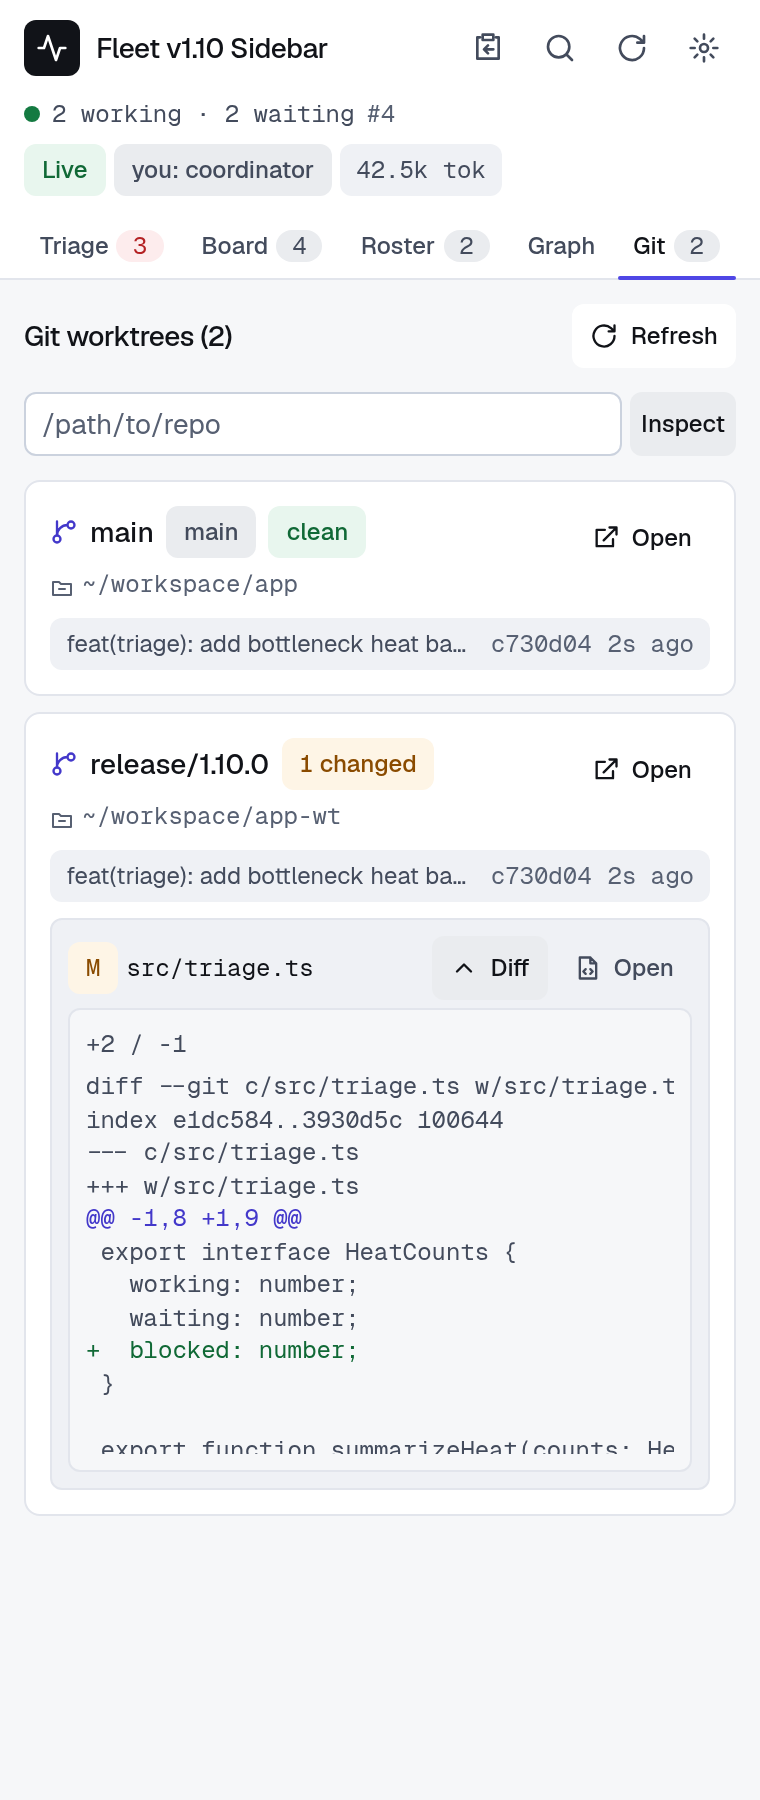 Fleet v1.10 Sidebar
2 working · 2 waiting #4
Live you: coordinator 42.5k tok
Triage 3 Board 4 Roster 2 Graph Git 2
Git worktrees (2) Refresh
/path/to/repo Inspect
main main clean Open
~/workspace/app
feat(triage): add bottleneck heat ba… c730d04 2s ago
release/1.10.0 1 changed Open
~/workspace/app-wt
feat(triage): add bottleneck heat ba… c730d04 2s ago
M src/triage.ts Diff Open
+2 / -1
diff --git c/src/triage.ts w/src/triage.t
index e1dc584..3930d5c 100644
--- c/src/triage.ts
+++ w/src/triage.ts
@@ -1,8 +1,9 @@
 export interface HeatCounts {
   working: number;
   waiting: number;
+  blocked: number;
 }
 export function summarizeHeat(counts: He